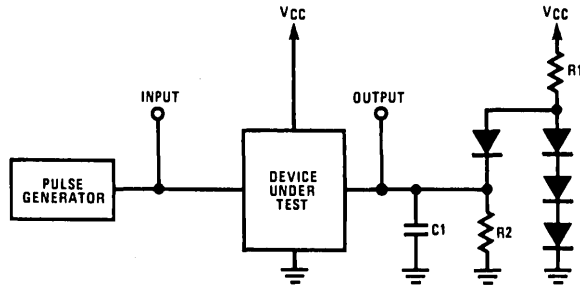 VCC
VCC
R1
INPUT
OUTPUT
PULSE
GENERATOR
DEVICE
UNDER
TEST
C1
R2